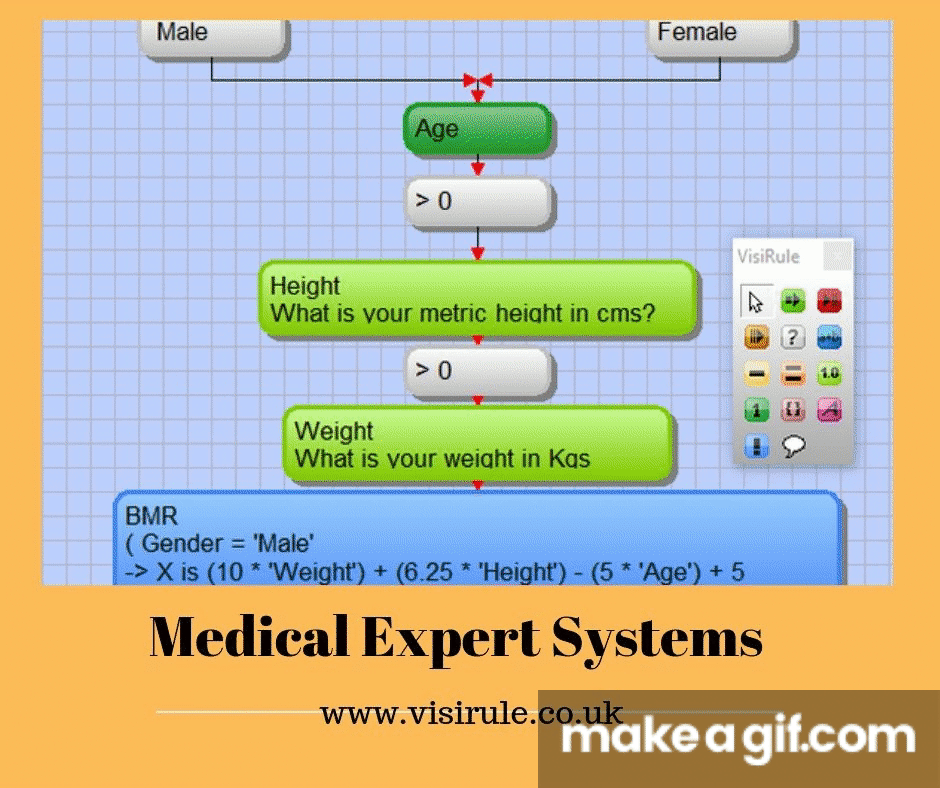 Male
Female
Age
> 0
Height
What is your metric height in cms?
> 0
VisiRule
?
1.0
1
{}
Weight
What is your weight in Kgs
BMR
( Gender = 'Male'
-> X is (10 * 'Weight') + (6.25 * 'Height') - (5 * 'Age') + 5
Medical Expert Systems
www.visirule.co.uk
makeagif.com